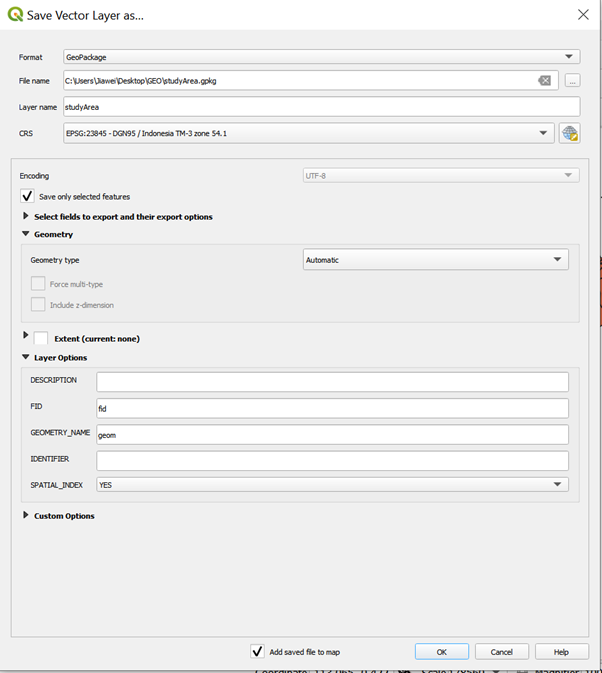 Save Vector Layer as...
Format GeoPackage
File name C:\Users\Jiawei\Desktop\GEO\studyArea.gpkg ...
Layer name studyArea
CRS EPSG:23845 - DGN95 / Indonesia TM-3 zone 54.1
Encoding UTF-8
Save only selected features
Select fields to export and their export options
Geometry
Geometry type Automatic
Force multi-type
Include z-dimension
Extent (current: none)
Layer Options
DESCRIPTION
FID fid
GEOMETRY_NAME geom
IDENTIFIER
SPATIAL_INDEX YES
Custom Options
Add saved file to map OK Cancel Help